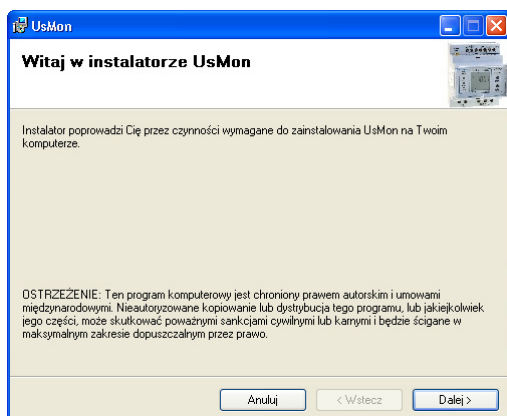 UsMon
Witaj w instalatorze UsMon
Instalator poprowadzi Cię przez czynności wymagane do zainstalowania UsMon na Twoim
komputerze.
OSTRZEŻENIE: Ten program komputerowy jest chroniony prawem autorskim i umowami
międzynarodowymi. Nieautoryzowane kopiowanie lub dystrybucja tego programu, lub jakiejkolwiek
jego części, może skutkować poważnymi sankcjami cywilnymi lub karnymi i będzie ścigane w
maksymalnym zakresie dopuszczalnym przez prawo.
Anuluj
< Wstecz
Dalej >